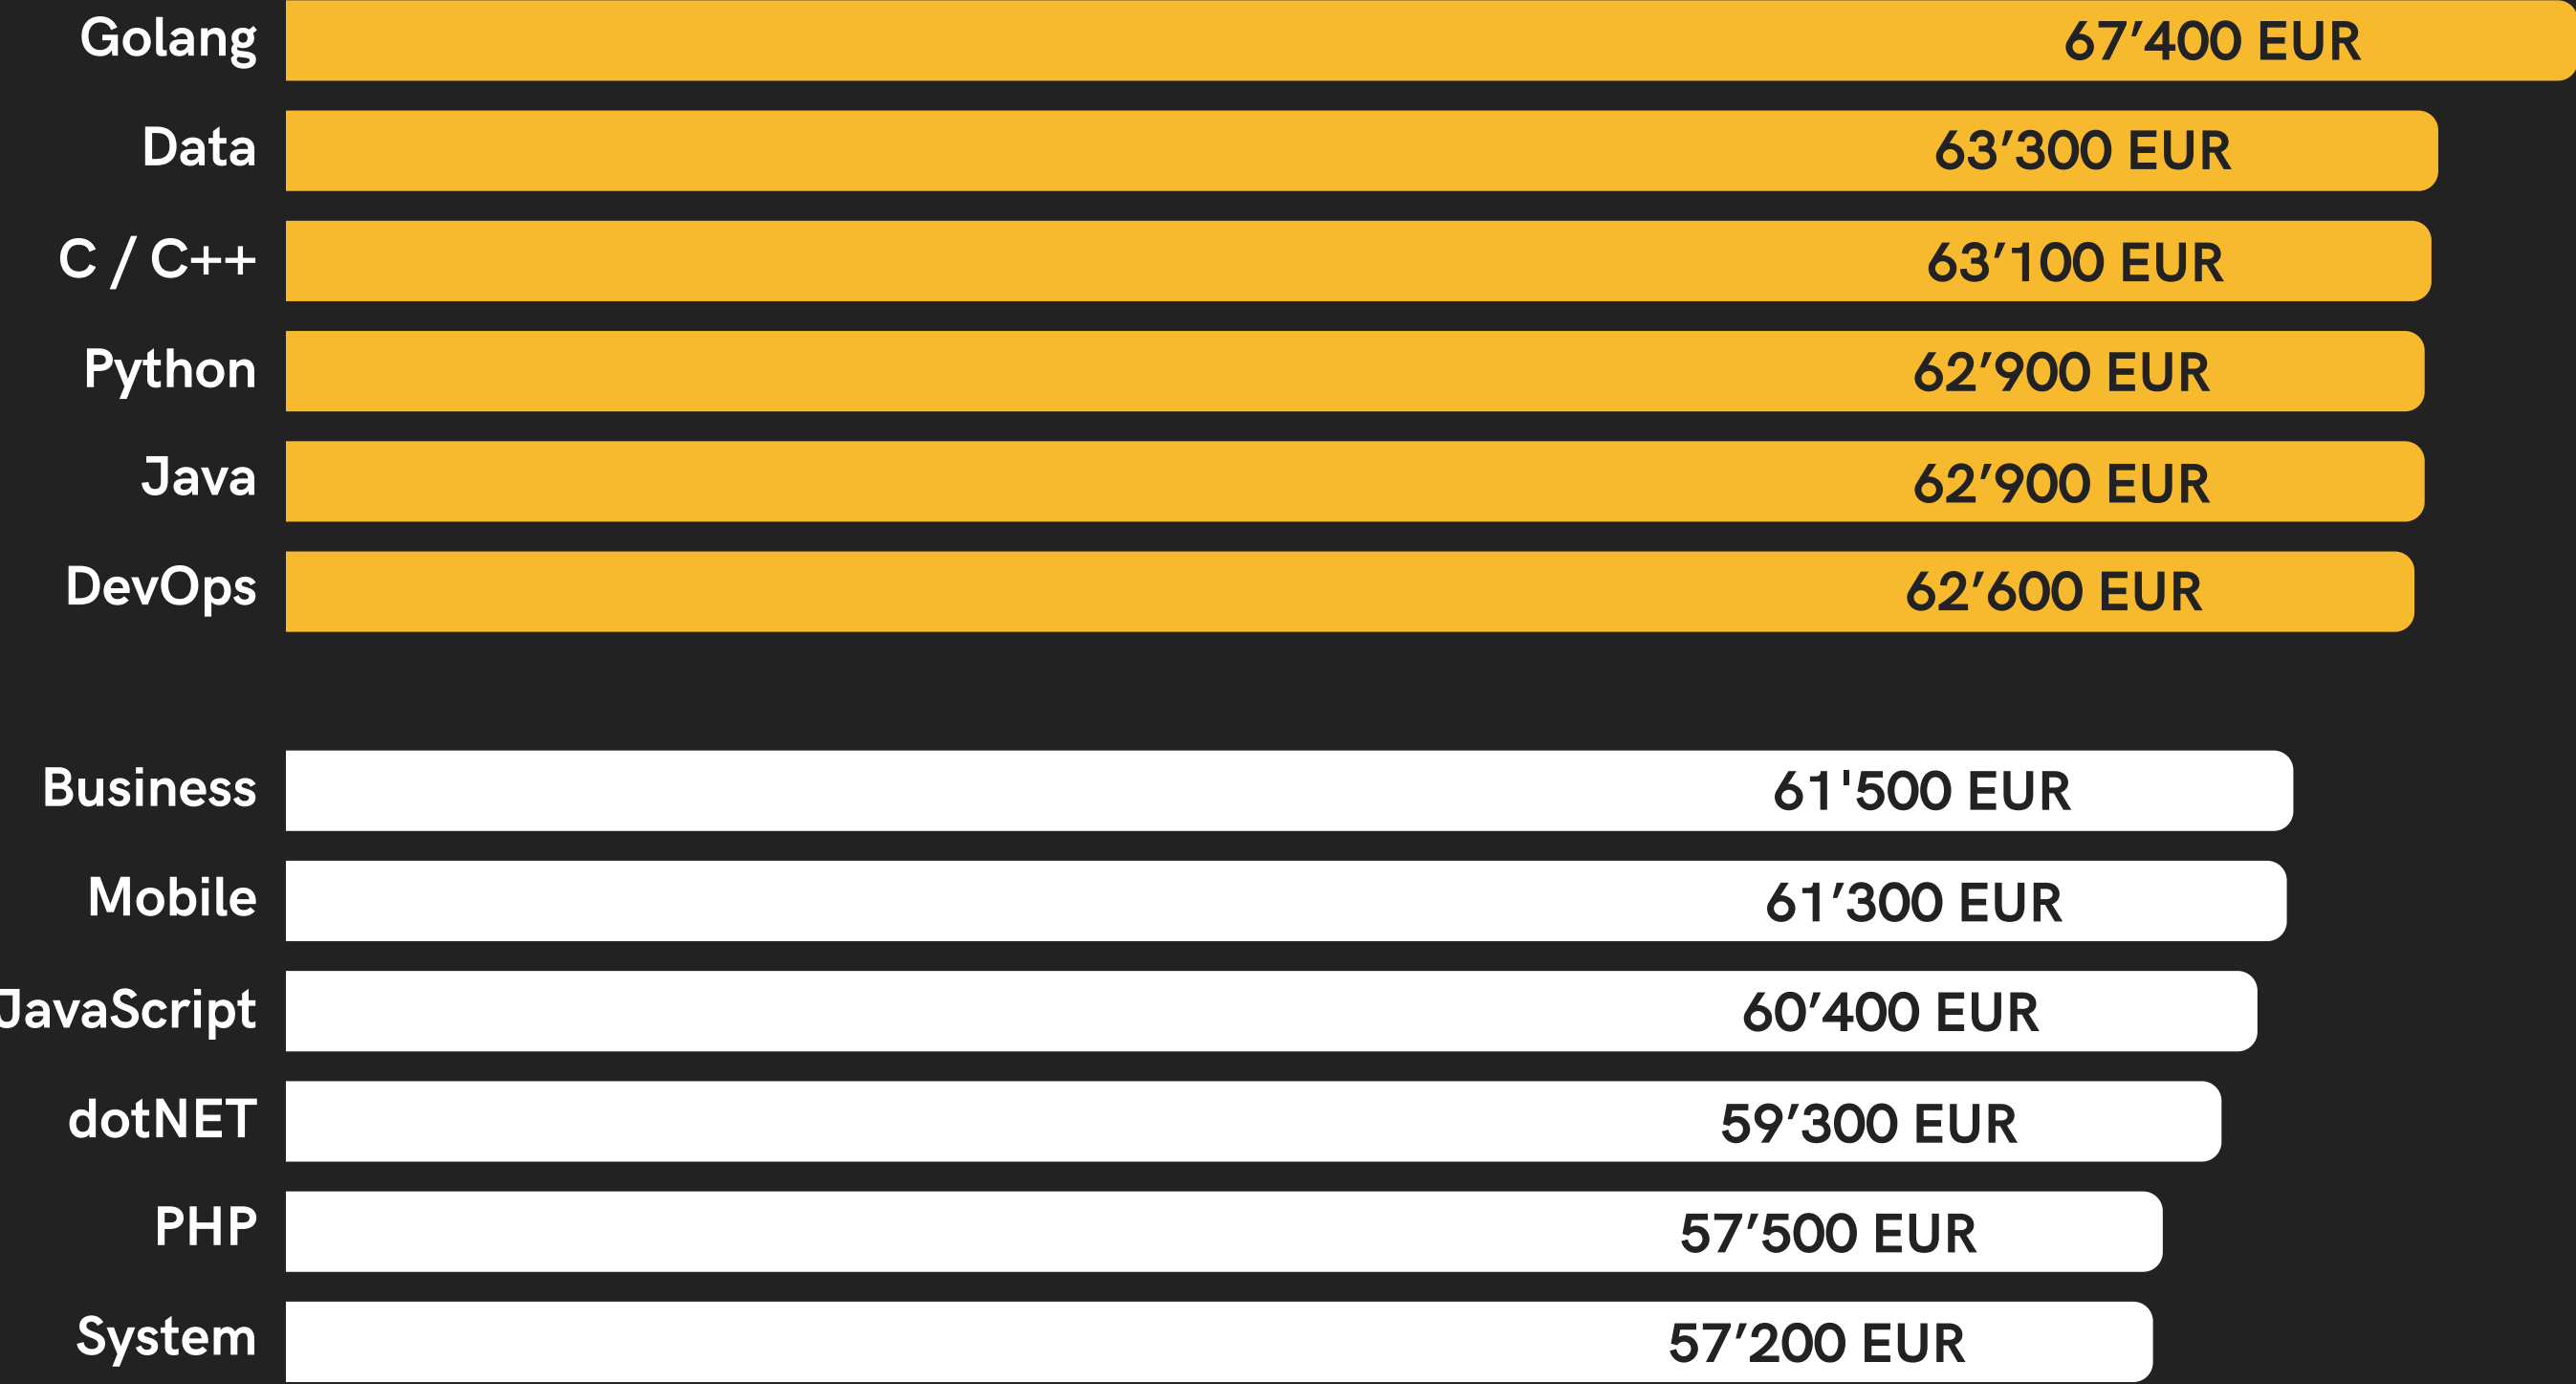 Golang 67’400 EUR
Data 63’300 EUR
C / C++ 63’100 EUR
Python 62’900 EUR
Java 62’900 EUR
DevOps 62’600 EUR
Business 61'500 EUR
Mobile 61’300 EUR
JavaScript 60’400 EUR
dotNET 59’300 EUR
PHP 57’500 EUR
System 57’200 EUR